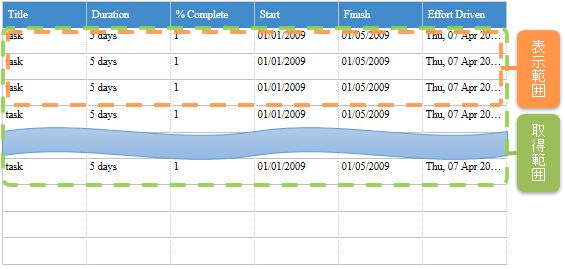 Title Duration % Complete Start Finish Effort Driven
task 5 days 1 01/01/2009 01/05/2009 Thu, 07 Apr 20...
task 5 days 1 01/01/2009 01/05/2009 Thu, 07 Apr 20...
task 5 days 1 01/01/2009 01/05/2009 Thu, 07 Apr 20...
task 5 days 1 01/01/2009 01/05/2009 Thu, 07 Apr 20...
task 5 days 1 01/01/2009 01/05/2009 Thu, 07 Apr 20...
表示範囲
取得範囲